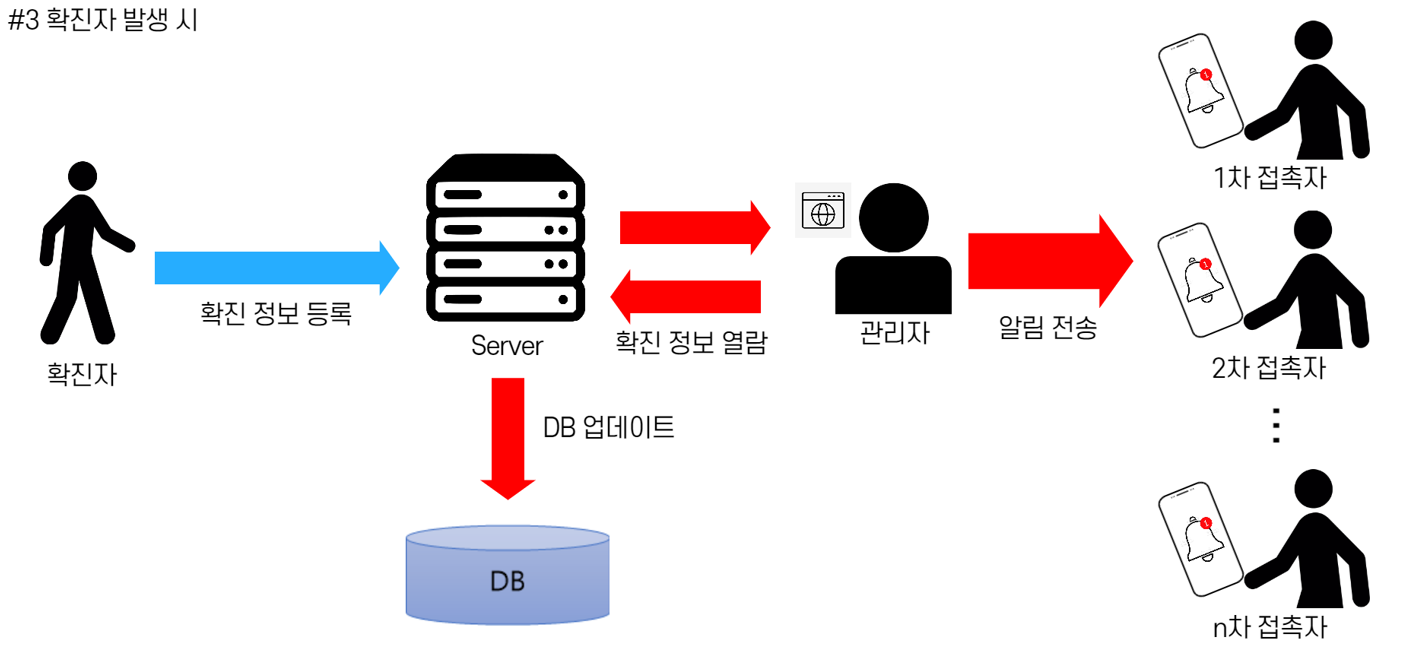 #3 확진자 발생 시
1차 접촉자
확진 정보 등록
Server
확진 정보 열람
관리자
알림 전송
확진자
2차 접촉자
DB 업데이트
DB
n차 접촉자